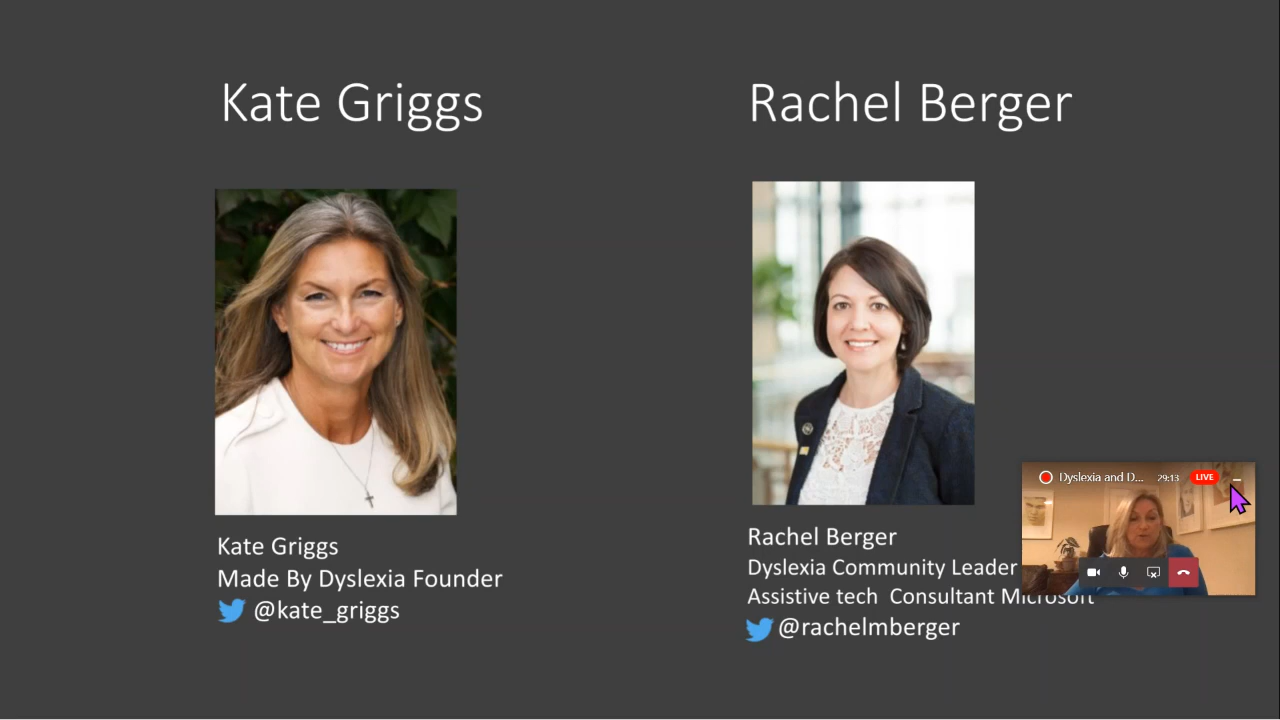 Kate Griggs
Rachel Berger
Kate Griggs
Made By Dyslexia Founder
@kate_griggs
Rachel Berger
Dyslexia Community Leader
Assistive tech Consultant Microsoft
@rachelmberger
Dyslexia and D... 29:13 LIVE